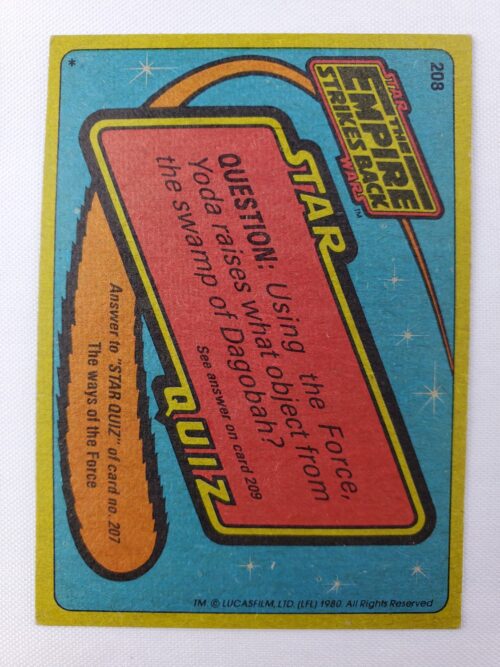 208
STAR
THE
EMPIRE
STRIKES BACK
WARS™
STAR
QUESTION: Using the Force,
Yoda raises what object from
the swamp of Dagobah?
See answer on card 209
QUIZ
Answer to "STAR QUIZ" of card no. 207
The ways of the Force
*
TM © LUCASFILM, LTD. (LFL) 1980. All Rights Reserved